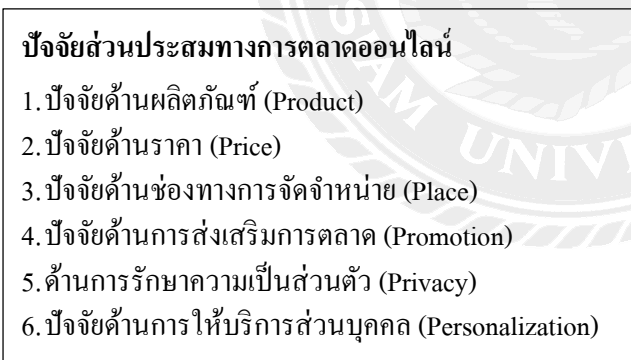 ปัจจัยส่วนประสมทางการตลาดออนไลน์
1. ปัจจัยด้านผลิตภัณฑ์ (Product)
2. ปัจจัยด้านราคา (Price)
3. ปัจจัยด้านช่องทางการจัดจำหน่าย (Place)
4. ปัจจัยด้านการส่งเสริมการตลาด (Promotion)
5. ด้านการรักษาความเป็นส่วนตัว (Privacy)
6. ปัจจัยด้านการให้บริการส่วนบุคคล (Personalization)